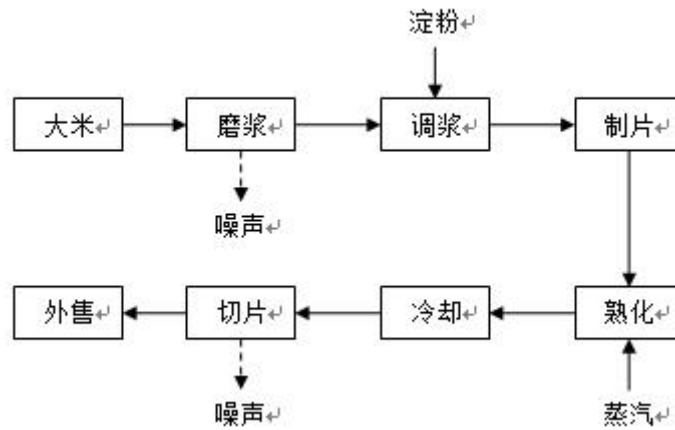 淀粉
大米 磨浆 调浆 制片
噪声
外售 切片 冷却 熟化
噪声 蒸汽